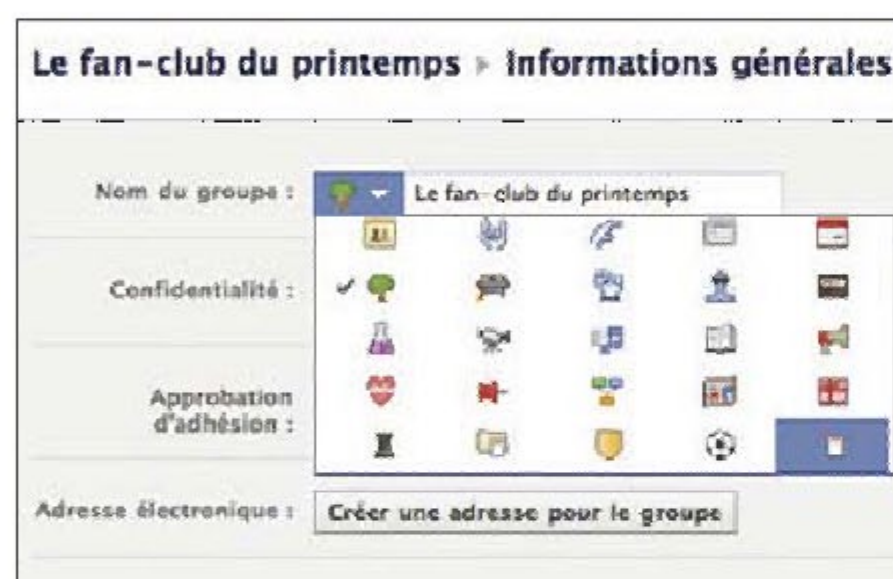 Le fan-club du printemps ▸ Informations générales
Nom du groupe :
Le fan-club du printemps
Confidentialité :
Approbation
d'adhésion :
Adresse électronique :
Créer une adresse pour le groupe